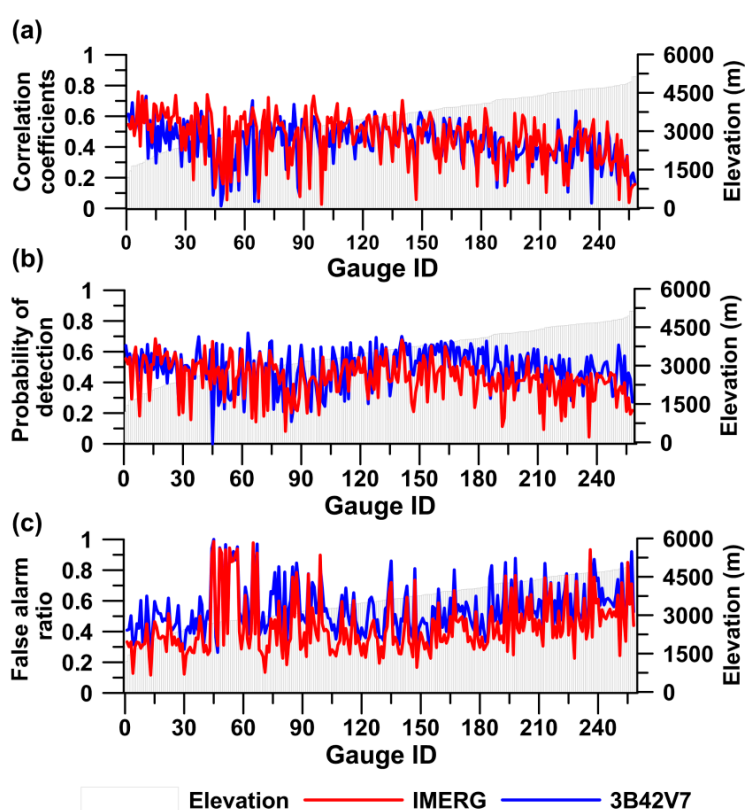 (a)
Correlation
coefficients
1
0.8
0.6
0.4
0.2
0
6000
4500
3000
1500
0
Elevation (m)
0 30 60 90 120 150 180 210 240
Gauge ID
(b)
Probability of
detection
1
0.8
0.6
0.4
0.2
0
6000
4500
3000
1500
0
Elevation (m)
0 30 60 90 120 150 180 210 240
Gauge ID
(c)
False alarm
ratio
1
0.8
0.6
0.4
0.2
0
6000
4500
3000
1500
0
Elevation (m)
0 30 60 90 120 150 180 210 240
Gauge ID
Elevation IMERG 3B42V7